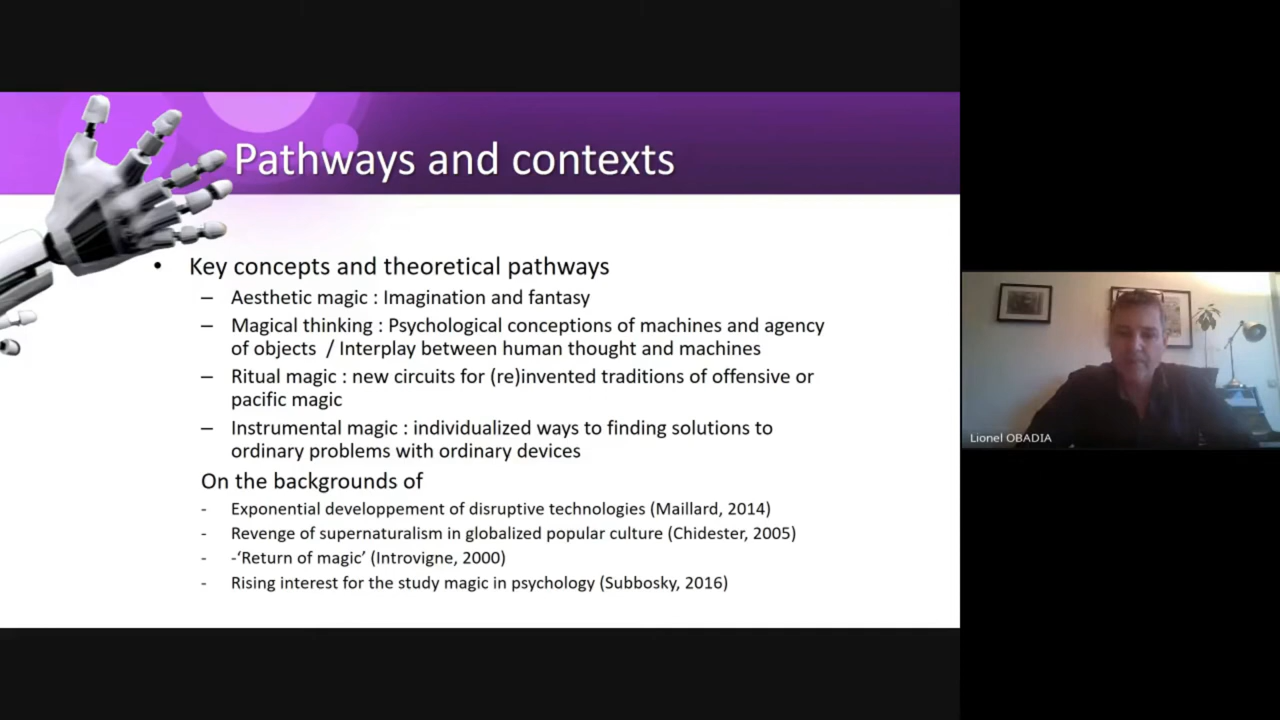 Pathways and contexts
• Key concepts and theoretical pathways
– Aesthetic magic : Imagination and fantasy
– Magical thinking : Psychological conceptions of machines and agency
of objects / Interplay between human thought and machines
– Ritual magic : new circuits for (re)invented traditions of offensive or
pacific magic
– Instrumental magic : individualized ways to finding solutions to
ordinary problems with ordinary devices
On the backgrounds of
- Exponential developpement of disruptive technologies (Maillard, 2014)
- Revenge of supernaturalism in globalized popular culture (Chidester, 2005)
- -‘Return of magic’ (Introvigne, 2000)
- Rising interest for the study magic in psychology (Subbosky, 2016)
Lionel OBADIA